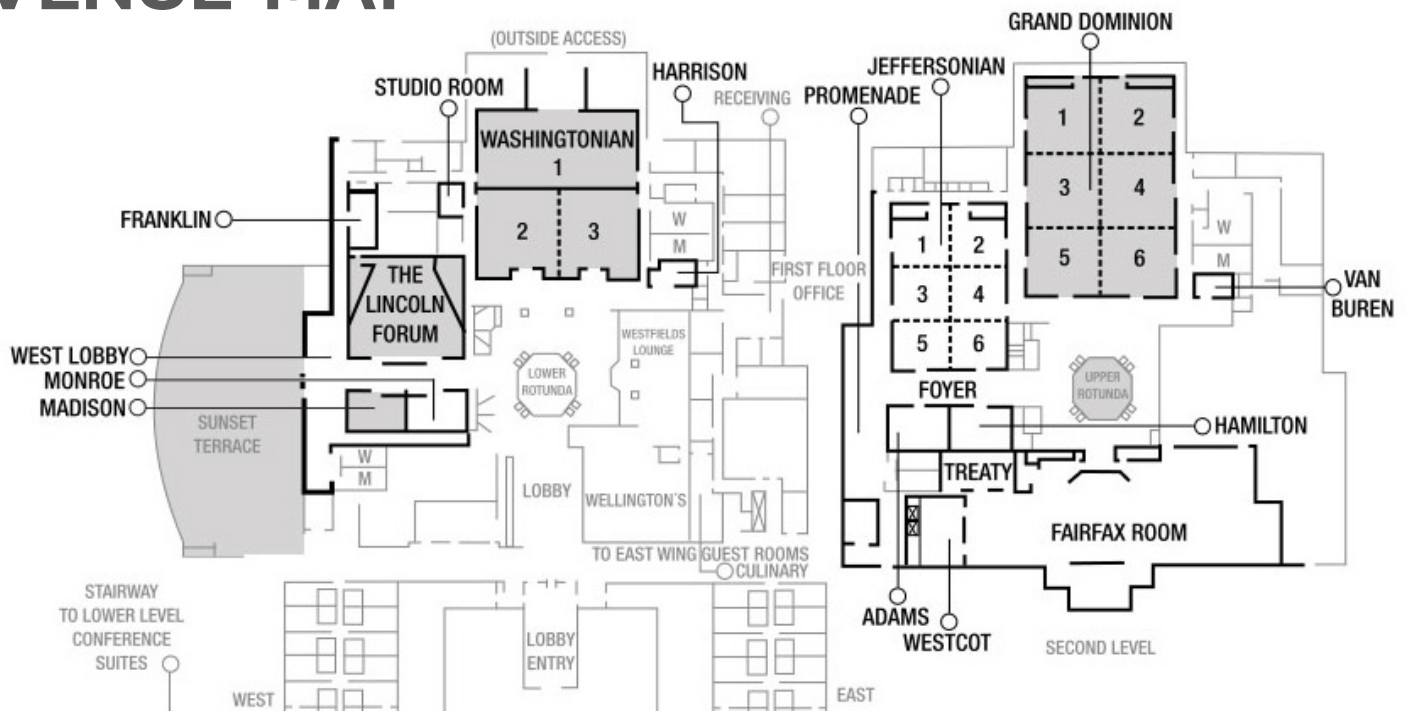 VENUE MAP
(OUTSIDE ACCESS)
STUDIO ROOM
HARRISON
RECEIVING
WASHINGTONIAN
1
2
3
FRANKLIN
W
M
THE
LINCOLN
FORUM
WEST LOBBY
MONROE
MADISON
SUNSET
TERRACE
LOWER
ROTUNDA
WESTFIELDS
LOUNGE
W
M
LOBBY
WELLINGTON'S
TO EAST WING GUEST ROOMS
CULINARY
STAIRWAY
TO LOWER LEVEL
CONFERENCE
SUITES
LOBBY
ENTRY
WEST
EAST
GRAND DOMINION
JEFFERSONIAN
PROMENADE
1
2
3
4
5
6
FIRST FLOOR
OFFICE
1
2
3
4
5
6
W
M
VAN
BUREN
FOYER
UPPER
ROTUNDA
HAMILTON
TREATY
FAIRFAX ROOM
ADAMS
WESTCOT
SECOND LEVEL